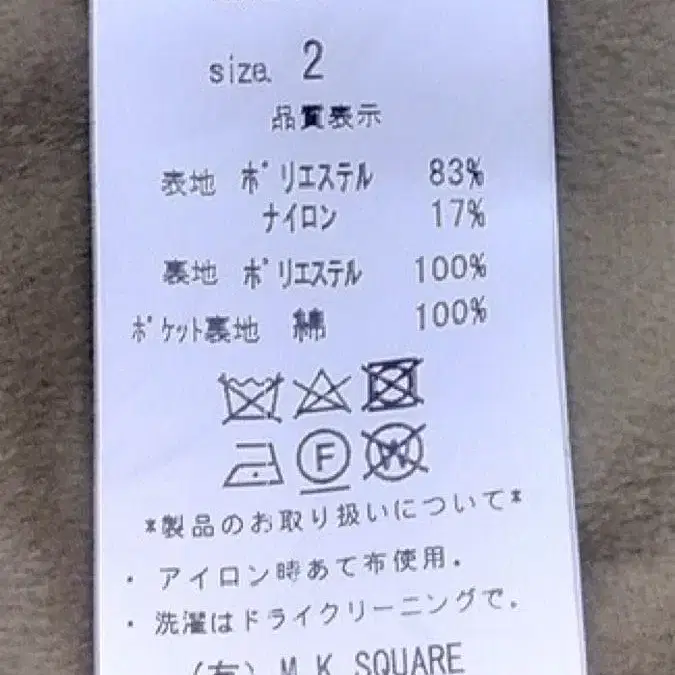 size. 2
品質表示
表地 ポリエステル 83%
ナイロン 17%
裏地 ポリエステル 100%
ポケット裏地 綿 100%
F W
*製品のお取り扱いについて*
・アイロン時あて布使用.
・洗濯はドライクリーニングで.
(有) M.K SQUARE